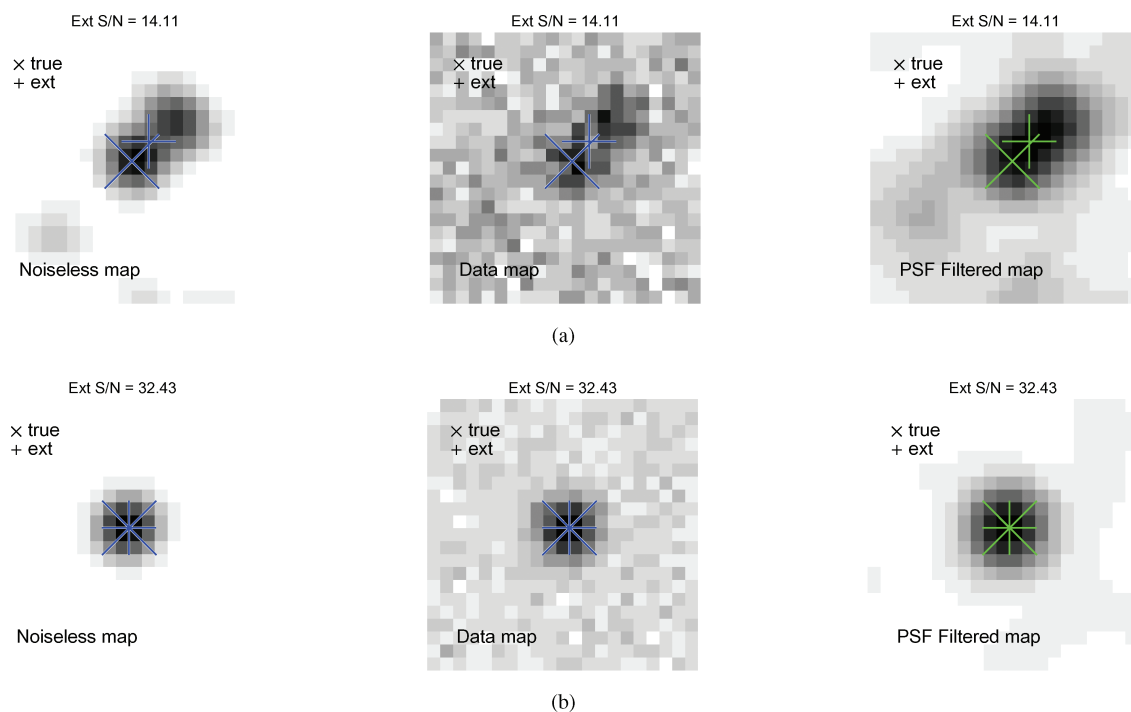 Ext S/N = 14.11
× true
+ ext
Noiseless map
Ext S/N = 14.11
× true
+ ext
Data map
Ext S/N = 14.11
× true
+ ext
PSF Filtered map
(a)
Ext S/N = 32.43
× true
+ ext
Noiseless map
Ext S/N = 32.43
× true
+ ext
Data map
Ext S/N = 32.43
× true
+ ext
PSF Filtered map
(b)